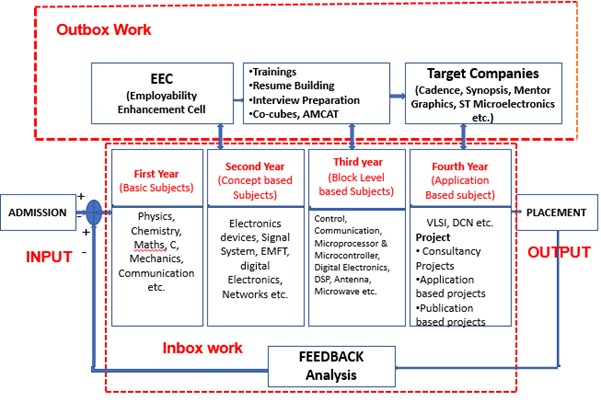 Outbox Work
EEC
(Employability
Enhancement Cell)
•Trainings
•Resume Building
•Interview Preparation
•Co-cubes, AMCAT
Target Companies
(Cadence, Synopsis, Mentor
Graphics, ST Microelectronics
etc.)
First Year
(Basic Subjects)
Second Year
(Concept based
Subjects)
Third year
(Block Level
based Subjects)
Fourth Year
(Application
Based subject)
ADMISSION
+
-
+
-
INPUT
Physics,
Chemistry,
Maths, C,
Mechanics,
Communication
etc.
Electronics
devices, Signal
System, EMFT,
digital
Electronics,
Networks etc.
Control,
Communication,
Microprocessor &
Microcontroller,
Digital Electronics,
DSP, Antenna,
Microwave etc.
VLSI, DCN etc.
Project
• Consultancy
Projects
•Application
based projects
•Publication
based projects
PLACEMENT
OUTPUT
Inbox work
FEEDBACK
Analysis